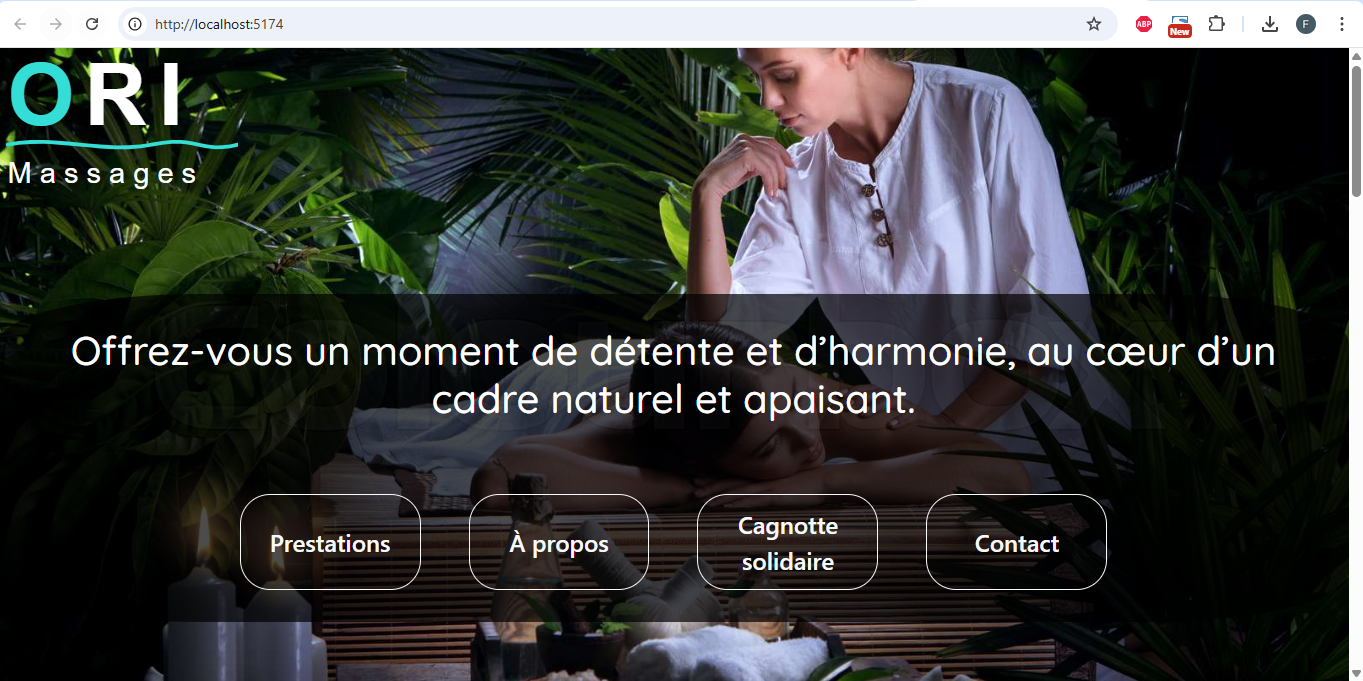 http://localhost:5174
ABP
New
F
ORI
Massages
Offrez-vous un moment de détente et d’harmonie, au cœur d’un
cadre naturel et apaisant.
Prestations
À propos
Cagnotte
solidaire
Contact